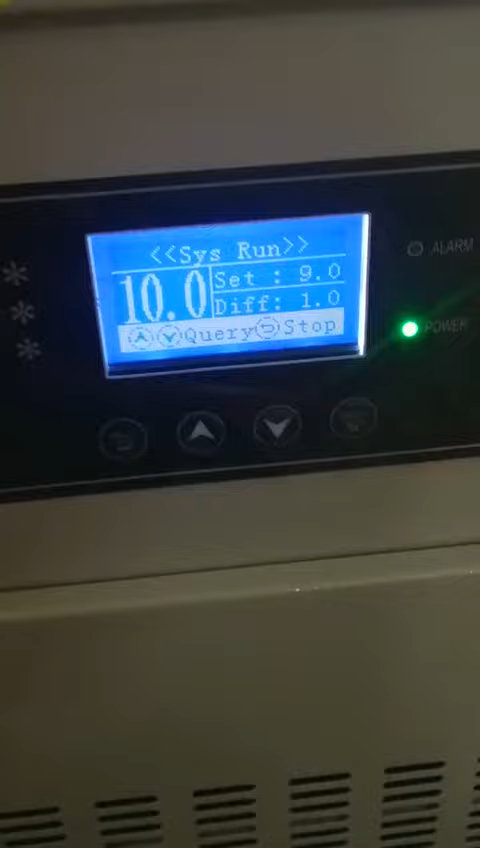 <<Sys Run>>
10.0
Set : 9.0
Diff: 1.0
Query Stop
ALARM
POWER